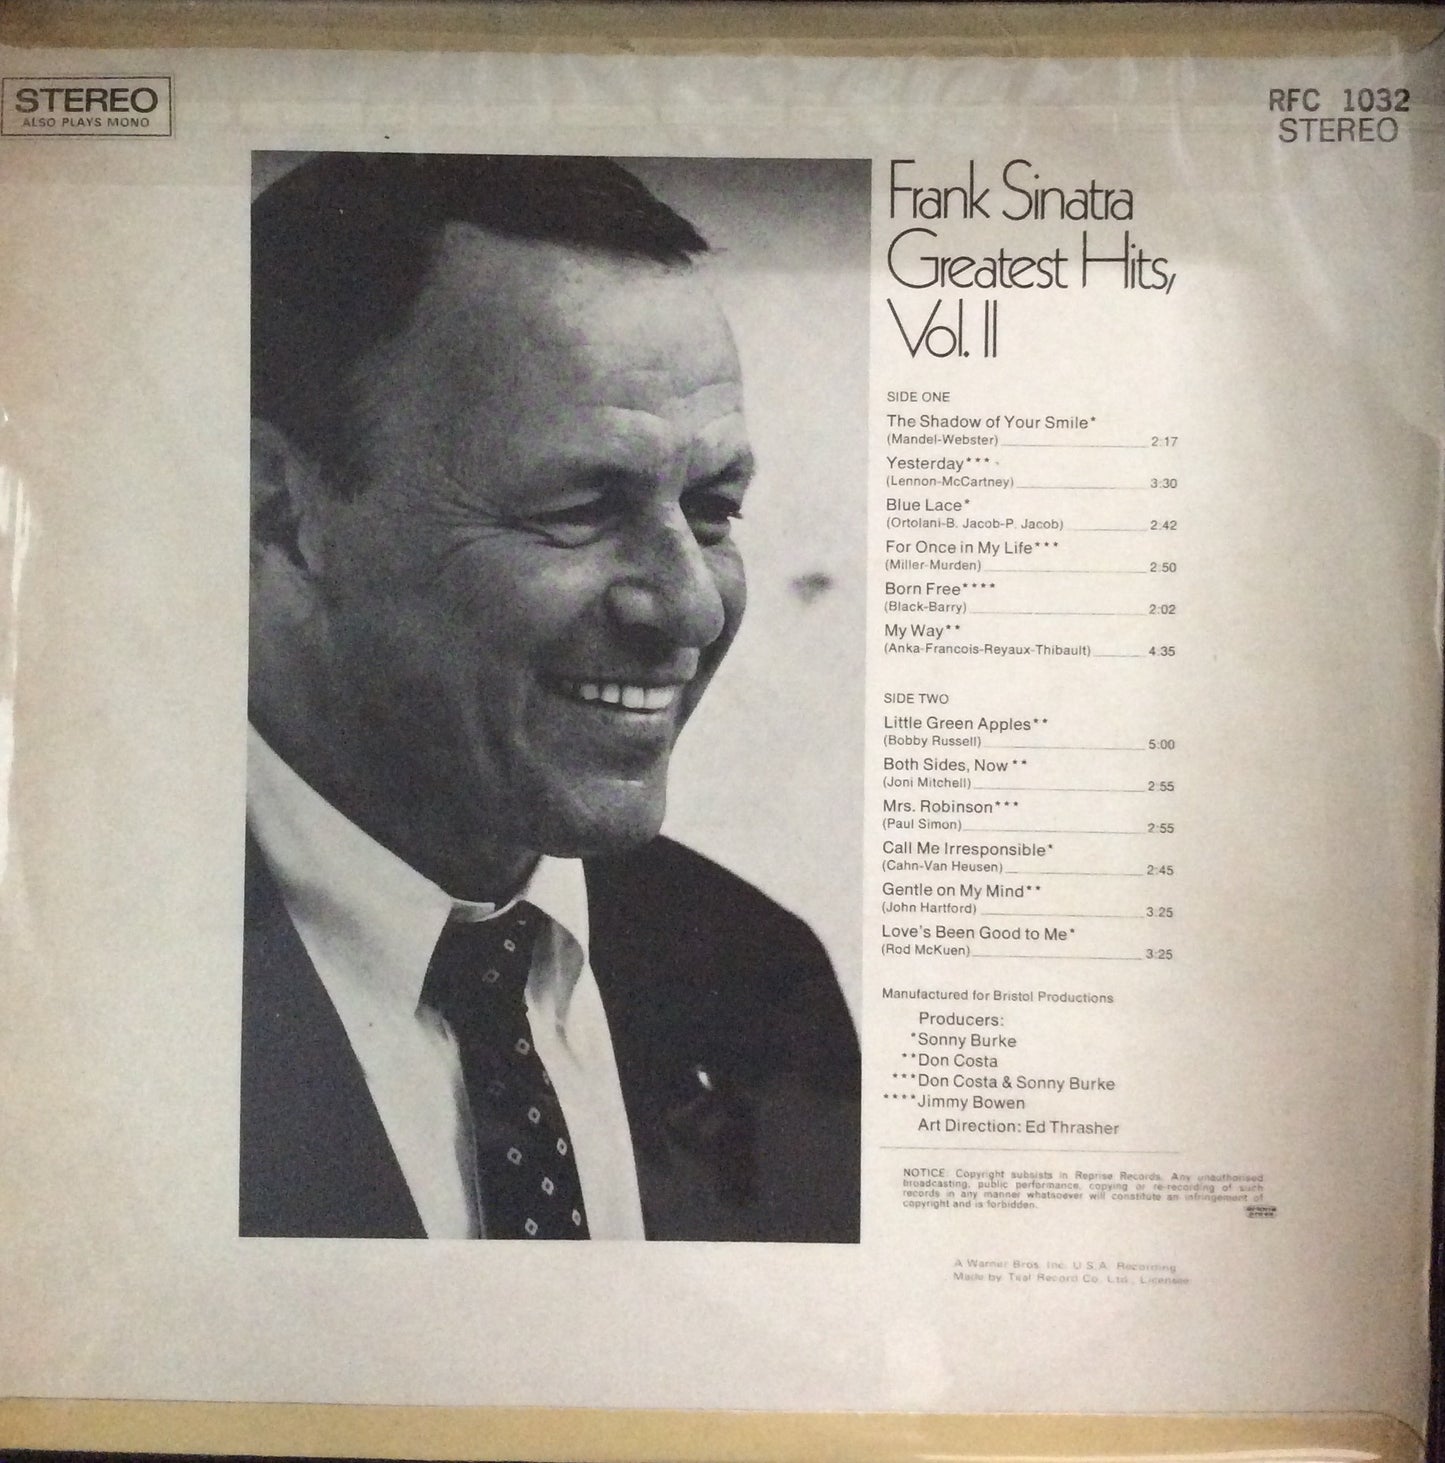 STEREO
ALSO PLAYS MONO
RFC 1032
STEREO
Frank Sinatra
Greatest Hits,
Vol. II
SIDE ONE
The Shadow of Your Smile*
(Mandel-Webster) 2:17
Yesterday***
(Lennon-McCartney) 3:30
Blue Lace*
(Ortolani-B. Jacob-P. Jacob) 2:42
For Once in My Life***
(Miller-Murden) 2:50
Born Free****
(Black-Barry) 2:02
My Way**
(Anka-Francois-Reyaux-Thibault) 4:35
SIDE TWO
Little Green Apples**
(Bobby Russell) 5:00
Both Sides, Now**
(Joni Mitchell) 2:55
Mrs. Robinson***
(Paul Simon) 2:55
Call Me Irresponsible*
(Cahn-Van Heusen) 2:45
Gentle on My Mind**
(John Hartford) 3:25
Love's Been Good to Me*
(Rod McKuen) 3:25
Manufactured for Bristol Productions
Producers:
*Sonny Burke
**Don Costa
***Don Costa & Sonny Burke
****Jimmy Bowen
Art Direction: Ed Thrasher
NOTICE: Copyright subsists in Reprise Records. Any unauthorised
broadcasting, public performance, copying or re-recording of such
records in any manner whatsoever will constitute an infringement of
copyright and is forbidden.
A Warner Bros. Inc. U.S.A. Recording
Made by Teal Record Co. Ltd., Licensee